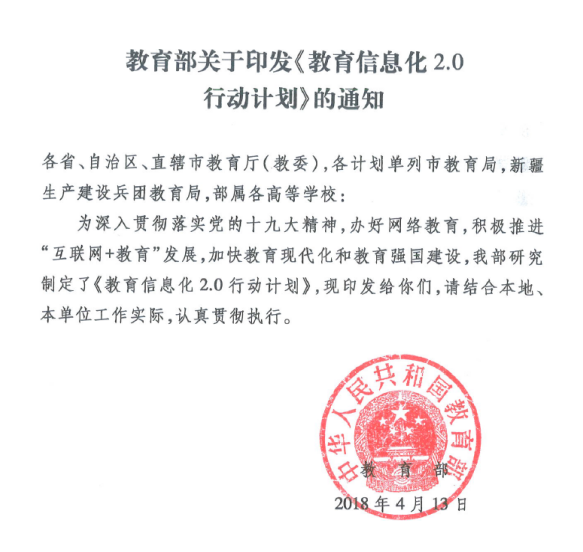 教育部关于印发《教育信息化 2.0
行动计划》的通知
各省、自治区、直辖市教育厅(教委),各计划单列市教育局,新疆
生产建设兵团教育局,部属各高等学校:
为深入贯彻落实党的十九大精神,办好网络教育,积极推进
“互联网+教育”发展,加快教育现代化和教育强国建设,我部研究
制定了《教育信息化 2.0 行动计划》,现印发给你们,请结合本地、
本单位工作实际,认真贯彻执行。
中华人民共和国教育部
教 育 部
2018 年 4 月 13 日